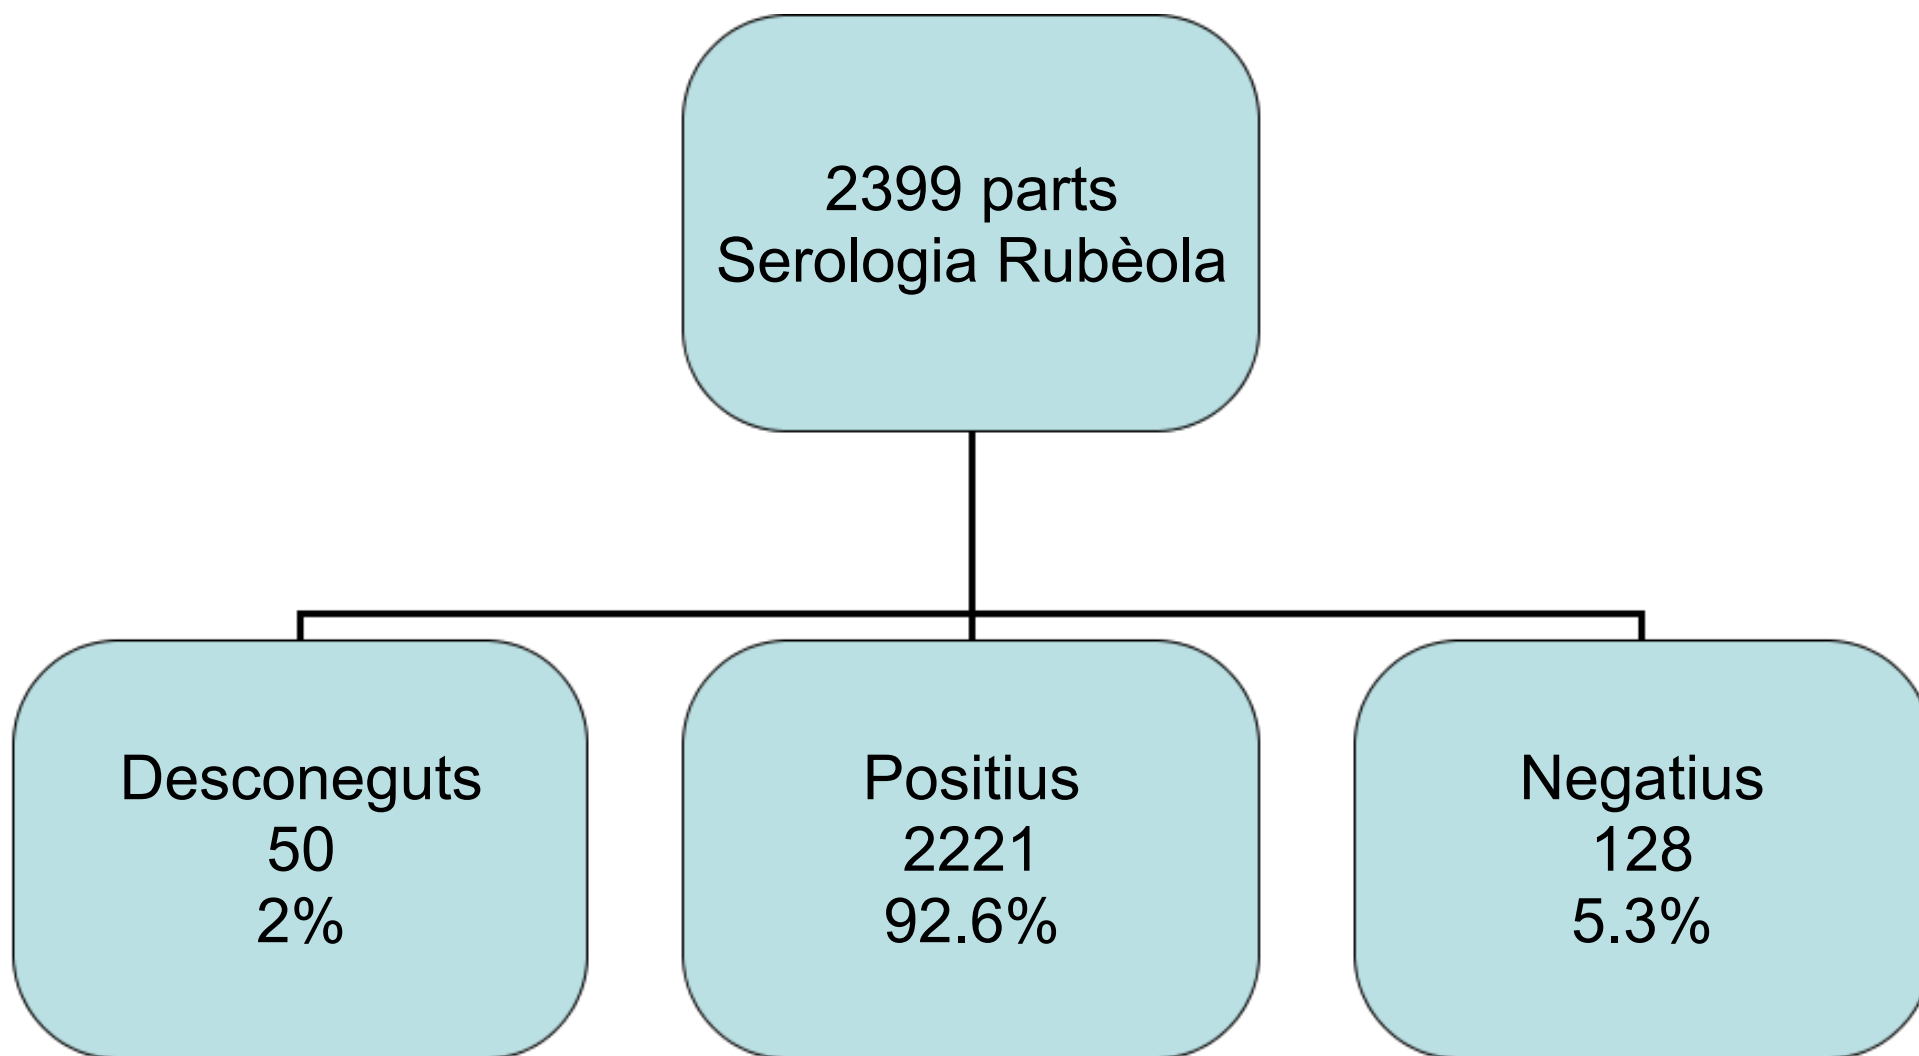 2399 parts
Serologia Rubèola
Desconeguts
50
2%
Positius
2221
92.6%
Negatius
128
5.3%